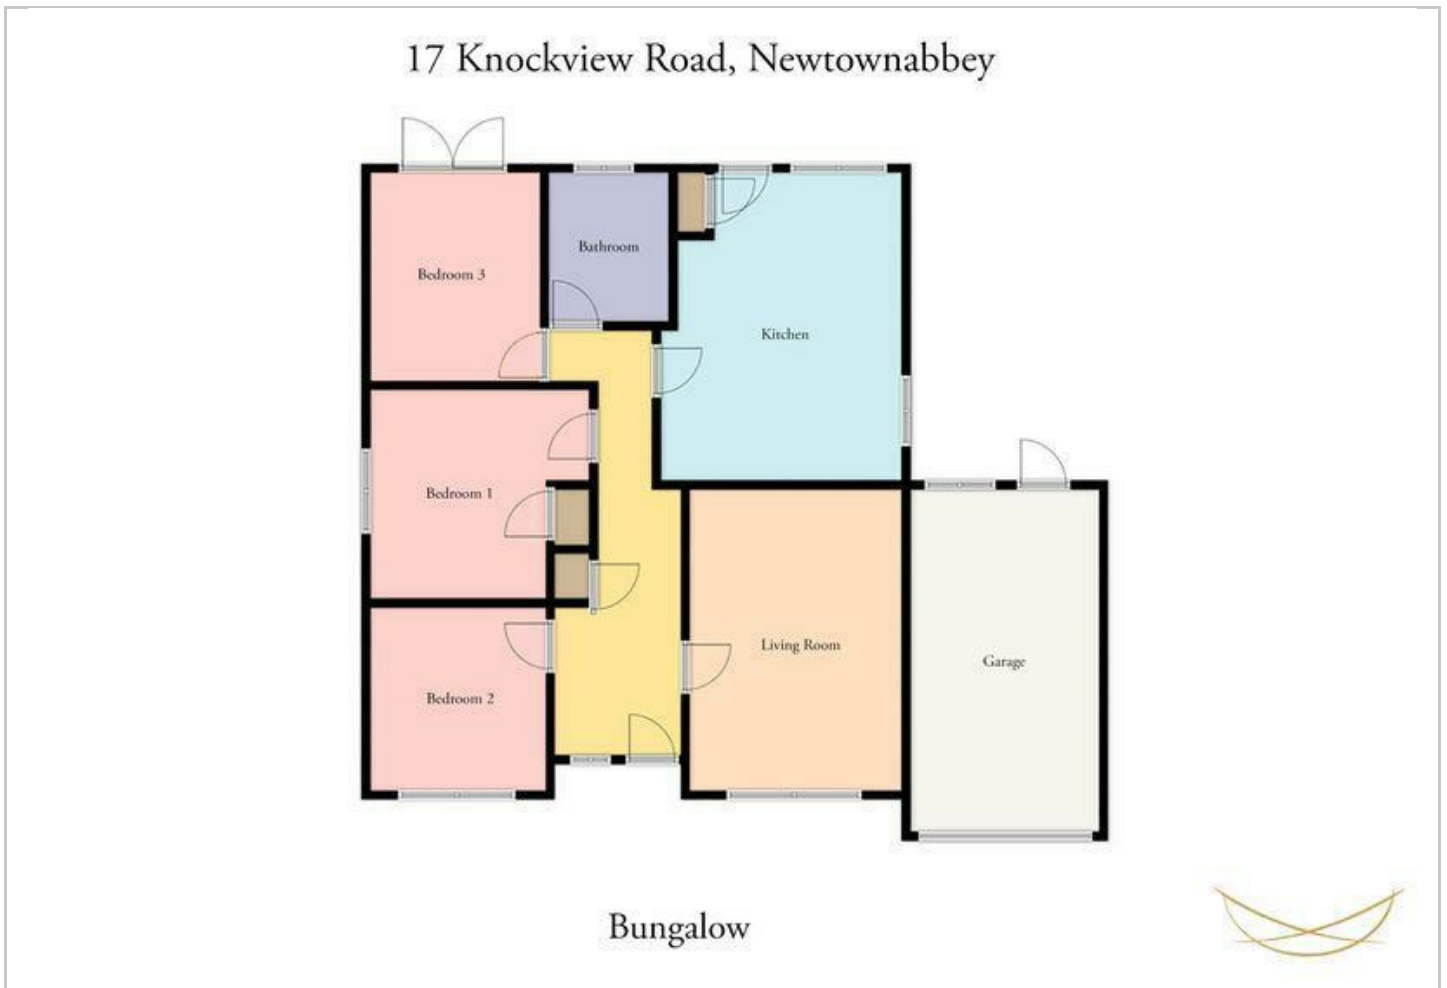 17 Knockview Road, Newtownabbey
Bathroom
Bedroom 3
Kitchen
Bedroom 1
Living Room
Garage
Bedroom 2
Bungalow